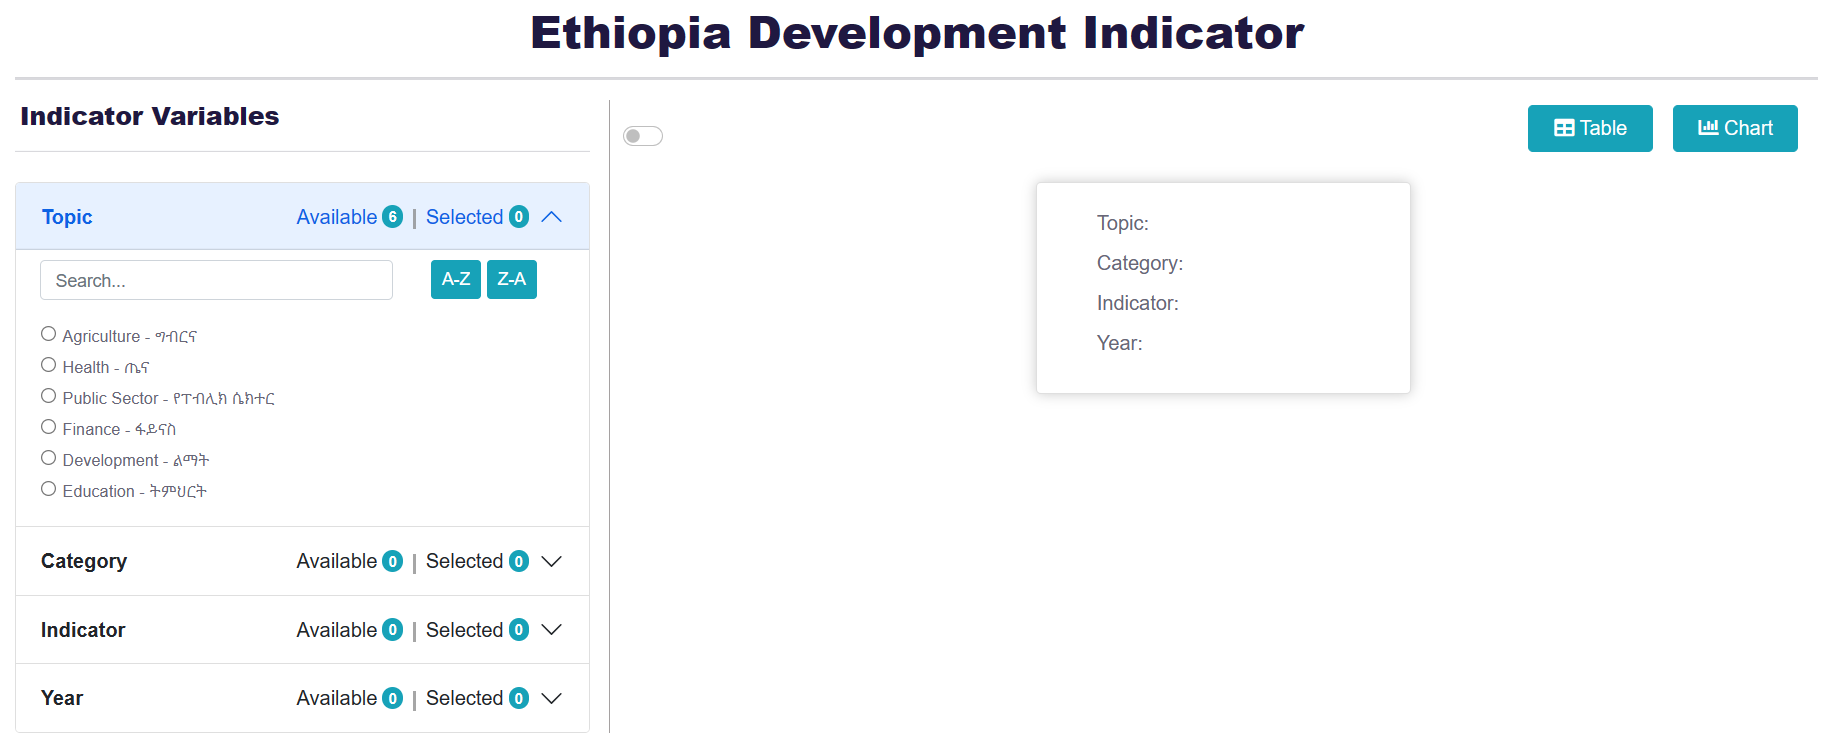 Ethiopia Development Indicator
Indicator Variables
Table
Chart
Topic Available 6 | Selected 0
Search...
A-Z Z-A
Agriculture - ግብርና
Health - ጤና
Public Sector - የፐብሊክ ሴክተር
Finance - ፋይናስ
Development - ልማት
Education - ትምህርት
Category Available 0 | Selected 0
Indicator Available 0 | Selected 0
Year Available 0 | Selected 0
Topic:
Category:
Indicator:
Year: